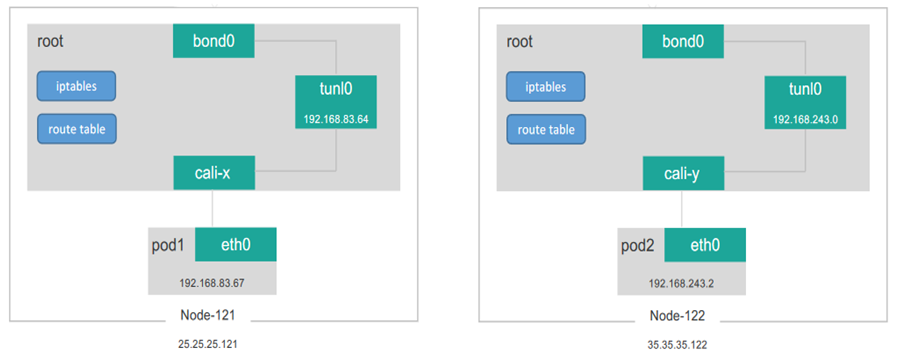 root
bond0
iptables
tunl0
192.168.83.64
route table
cali-x
pod1
eth0
192.168.83.67
Node-121
25.25.25.121
root
bond0
iptables
tunl0
192.168.243.0
route table
cali-y
pod2
eth0
192.168.243.2
Node-122
35.35.35.122